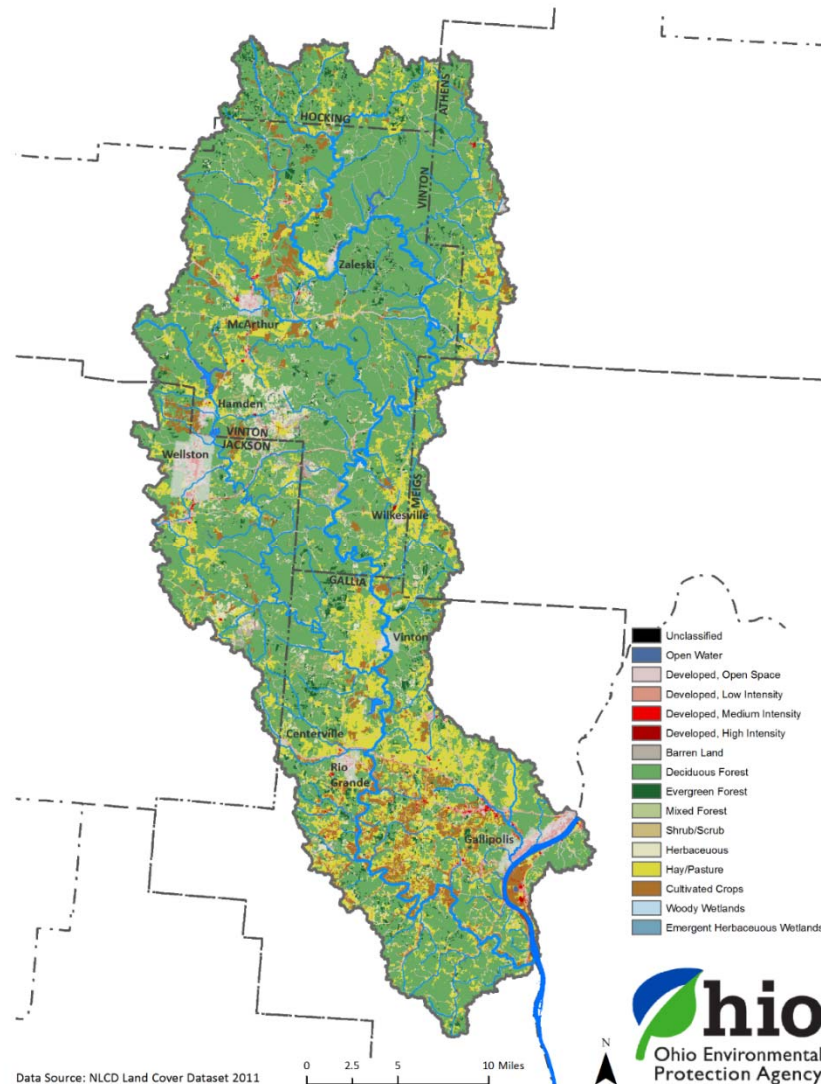 HOCKING
ATHENS
VINTON
Zaleski
McArthur
Hamden
VINTON
JACKSON
Wellston
MEIGS
Wilkesville
GALLIA
Vinton
Centerville
Rio
Grande
Gallipolis
Unclassified
Open Water
Developed, Open Space
Developed, Low Intensity
Developed, Medium Intensity
Developed, High Intensity
Barren Land
Deciduous Forest
Evergreen Forest
Mixed Forest
Shrub/Scrub
Herbaceous
Hay/Pasture
Cultivated Crops
Woody Wetlands
Emergent Herbaceuous Wetlands
Data Source: NLCD Land Cover Dataset 2011
0 2.5 5 10 Miles
N
Ohio
Ohio Environmental
Protection Agency